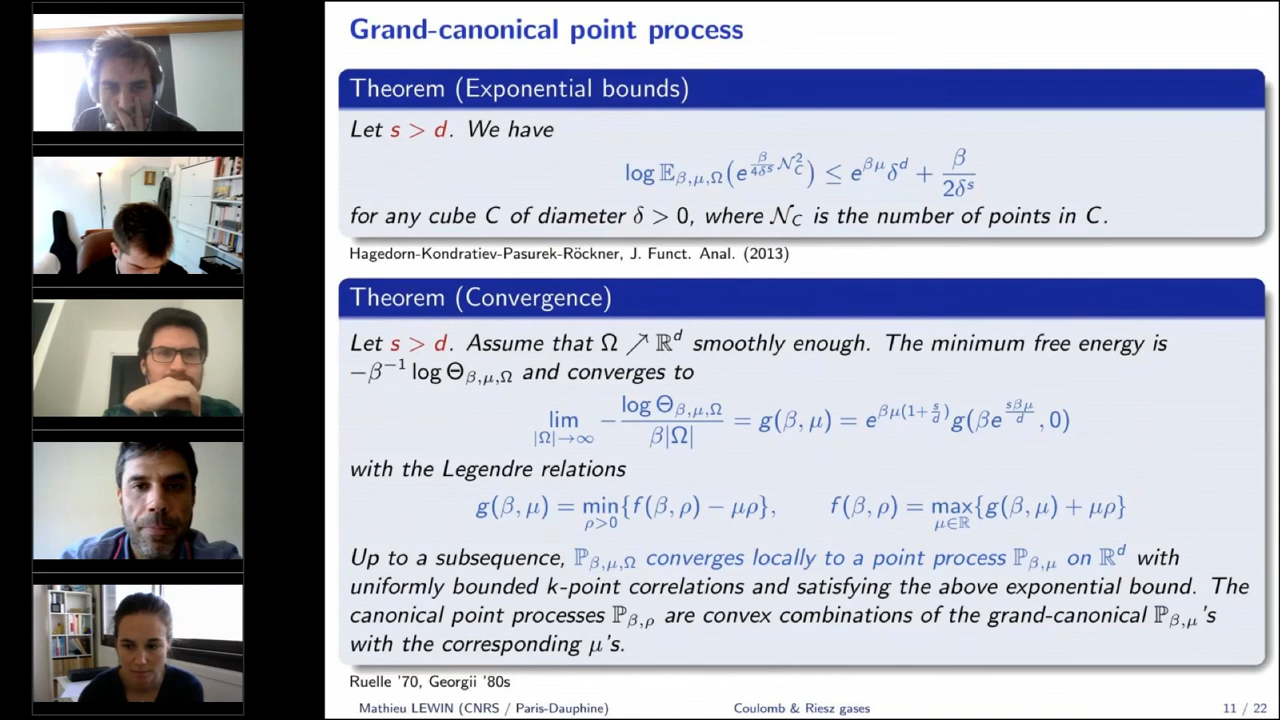 Grand-canonical point process
Theorem (Exponential bounds)
Let s > d. We have
log 𝔼_{β,μ,Ω}(e^{\frac{β}{4δ^s} 𝒩_C^2}) ≤ e^{βμ}δ^d + \frac{β}{2δ^s}
for any cube C of diameter δ > 0, where 𝒩_C is the number of points in C.
Hagedorn-Kondratiev-Pasurek-Röckner, J. Funct. Anal. (2013)
Theorem (Convergence)
Let s > d. Assume that Ω ↗ ℝ^d smoothly enough. The minimum free energy is
−β^{−1} log Θ_{β,μ,Ω} and converges to
\lim_{|Ω|→∞} −\frac{log Θ_{β,μ,Ω}}{β|Ω|} = g(β, μ) = e^{βμ(1+\frac{s}{d})} g(βe^{\frac{sβμ}{d}}, 0)
with the Legendre relations
g(β, μ) = \min_{ρ>0}{f(β, ρ) − μρ}, f(β, ρ) = \max_{μ∈ℝ}{g(β, μ) + μρ}
Up to a subsequence, ℙ_{β,μ,Ω} converges locally to a point process ℙ_{β,μ} on ℝ^d with
uniformly bounded k-point correlations and satisfying the above exponential bound. The
canonical point processes ℙ_{β,ρ} are convex combinations of the grand-canonical ℙ_{β,μ}'s
with the corresponding μ's.
Ruelle '70, Georgii '80s
Mathieu LEWIN (CNRS / Paris-Dauphine) Coulomb & Riesz gases 11 / 22